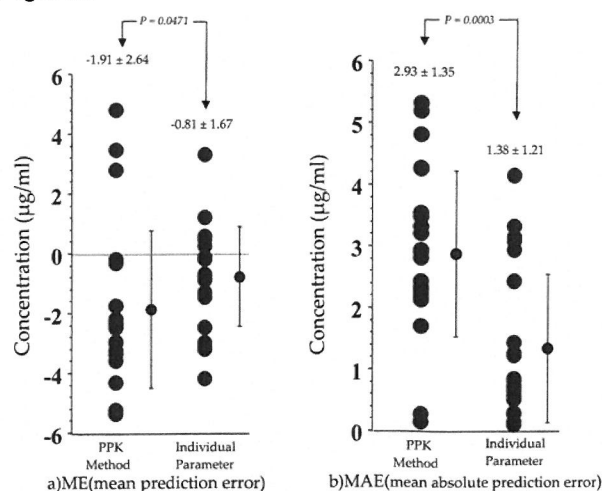 P = 0.0471
-1.91 ± 2.64
-0.81 ± 1.67
Concentration (µg/ml)
6
4
2
0
-2
-4
-6
PPK
Method
Individual
Parameter
a)ME(mean prediction error)
P = 0.0003
2.93 ± 1.35
1.38 ± 1.21
Concentration (µg/ml)
6
5
4
3
2
1
0
PPK
Method
Individual
Parameter
b)MAE(mean absolute prediction error)